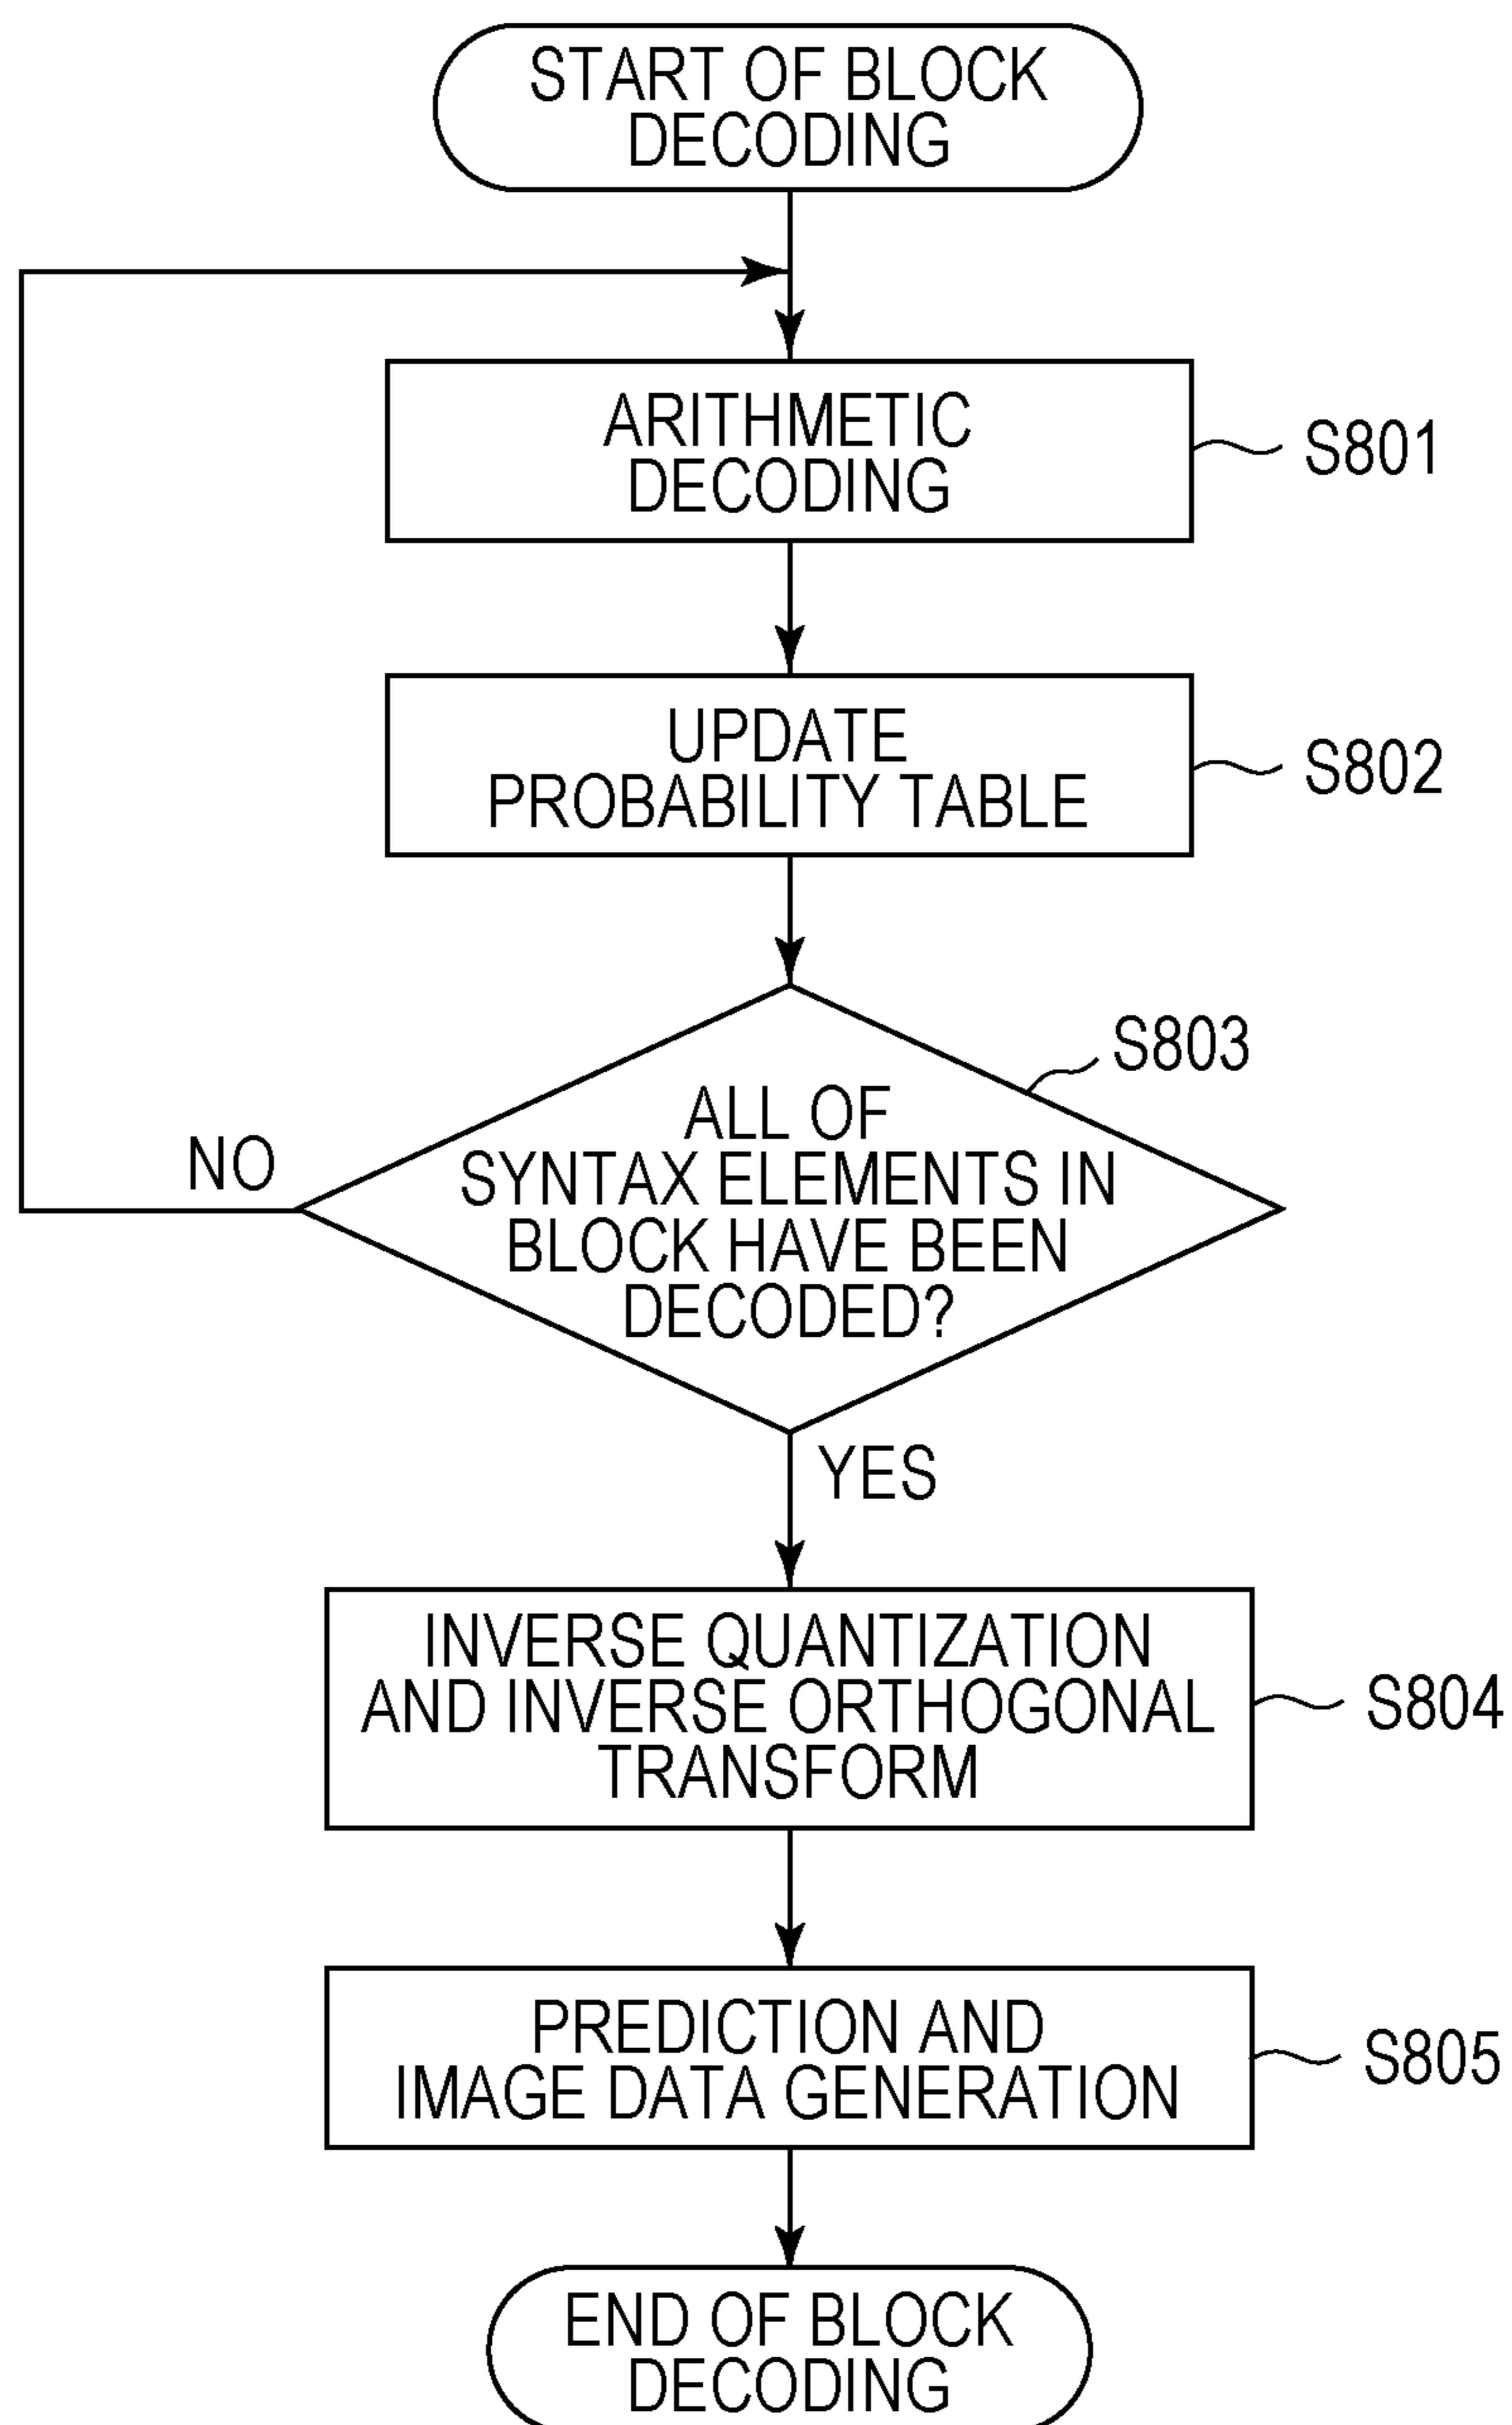 START OF BLOCK
DECODING
ARITHMETIC
DECODING
S801
UPDATE
PROBABILITY TABLE
S802
S803
ALL OF
SYNTAX ELEMENTS IN
BLOCK HAVE BEEN
DECODED?
NO
YES
INVERSE QUANTIZATION
AND INVERSE ORTHOGONAL
TRANSFORM
S804
PREDICTION AND
IMAGE DATA GENERATION
S805
END OF BLOCK
DECODING